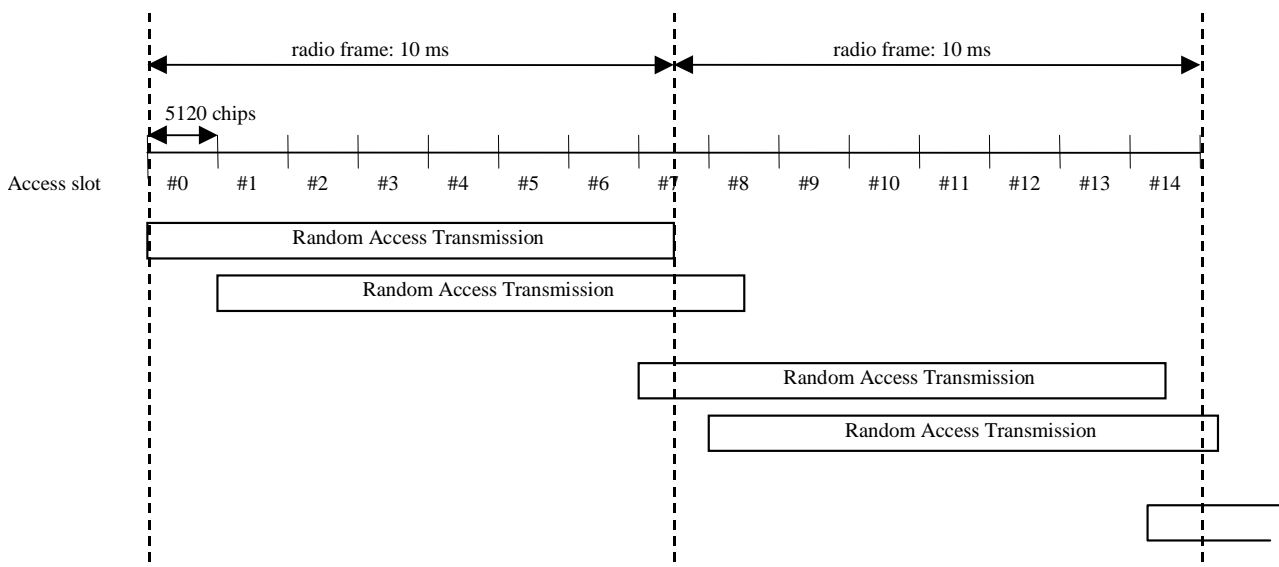 radio frame: 10 ms radio frame: 10 ms
5120 chips
Access slot #0 #1 #2 #3 #4 #5 #6 #7 #8 #9 #10 #11 #12 #13 #14
Random Access Transmission
Random Access Transmission
Random Access Transmission
Random Access Transmission